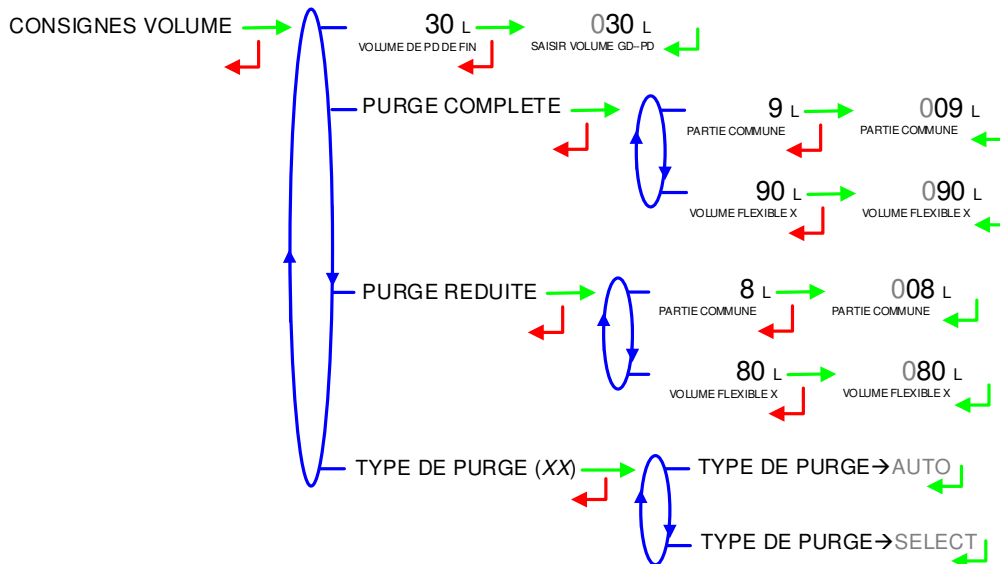 CONSIGNES VOLUME
30 L
VOLUME DE PD DE FIN
030 L
SAISIR VOLUME GD–PD
PURGE COMPLETE
9 L
PARTIE COMMUNE
009 L
PARTIE COMMUNE
90 L
VOLUME FLEXIBLE X
090 L
VOLUME FLEXIBLE X
PURGE REDUITE
8 L
PARTIE COMMUNE
008 L
PARTIE COMMUNE
80 L
VOLUME FLEXIBLE X
080 L
VOLUME FLEXIBLE X
TYPE DE PURGE (XX)
TYPE DE PURGE→AUTO
TYPE DE PURGE→SELECT